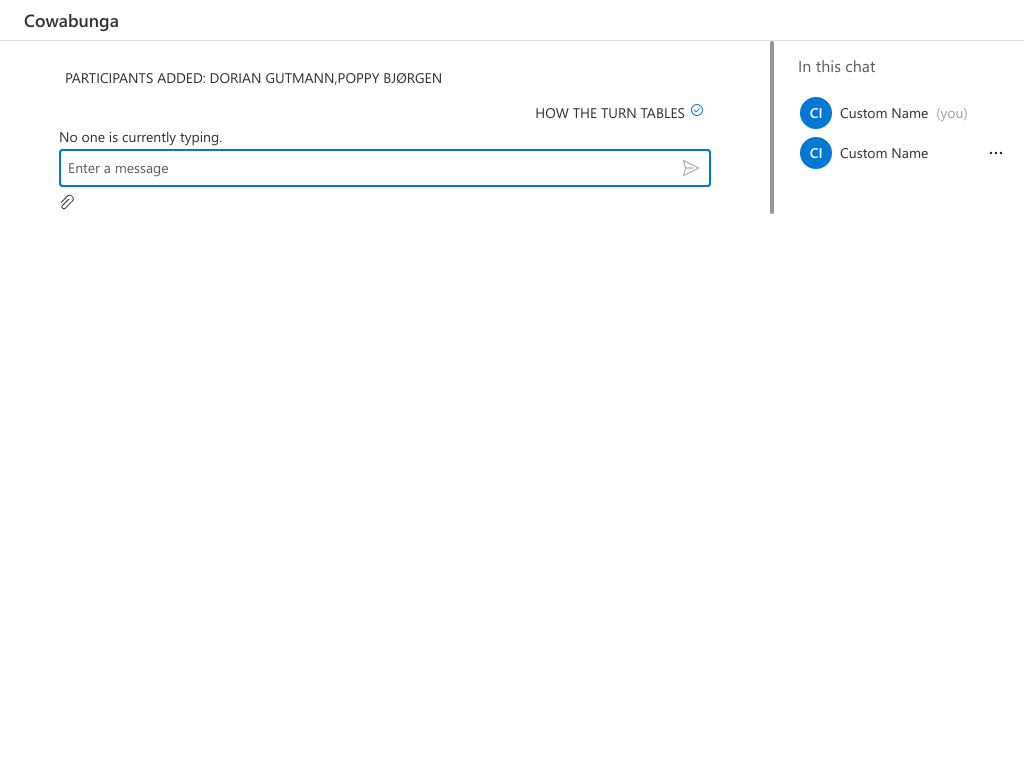 Cowabunga
PARTICIPANTS ADDED: DORIAN GUTMANN,POPPY BJØRGEN
HOW THE TURN TABLES
No one is currently typing.
Enter a message
In this chat
CI Custom Name (you)
CI Custom Name